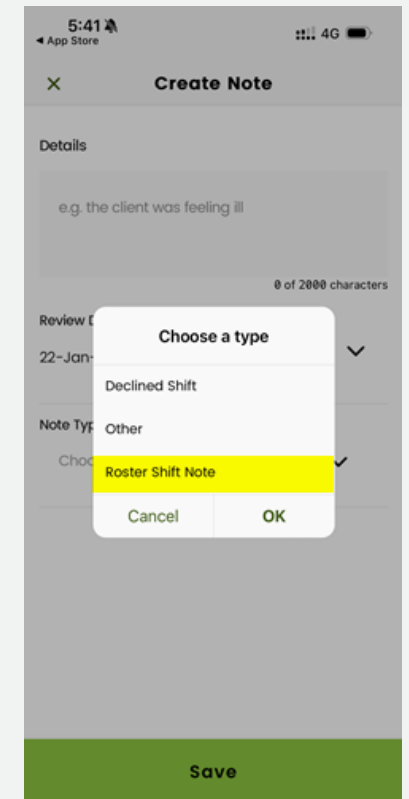 5:41
◀ App Store
4G
Create Note
Details
e.g. the client was feeling ill
0 of 2000 characters
Review
22-Jan-
Choose a type
Declined Shift
Note Typ
Other
Choo
Roster Shift Note
Cancel OK
Save